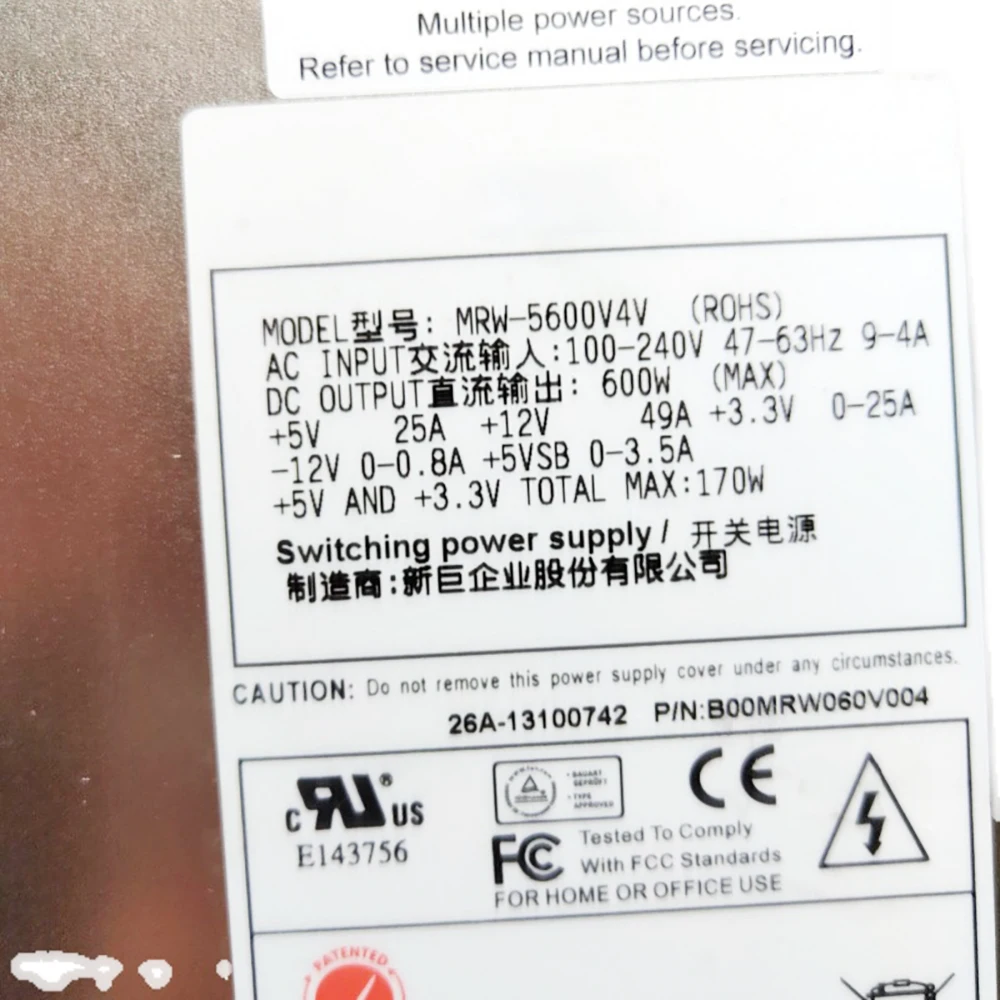 Multiple power sources.
Refer to service manual before servicing.
MODEL型号: MRW-5600V4V (ROHS)
AC INPUT交流输入:100-240V 47-63Hz 9-4A
DC OUTPUT直流输出: 600W (MAX)
+5V 25A +12V 49A +3.3V 0-25A
-12V 0-0.8A +5VSB 0-3.5A
+5V AND +3.3V TOTAL MAX:170W
Switching power supply / 开关电源
制造商:新巨企业股份有限公司
CAUTION: Do not remove this power supply cover under any circumstances.
26A-13100742 P/N:B00MRW060V004
c RU ® US
E143756
BAUART
GEPRÜFT
TYPE
APPROVED
CE
FC Tested To Comply
With FCC Standards
FOR HOME OR OFFICE USE
PATENTED